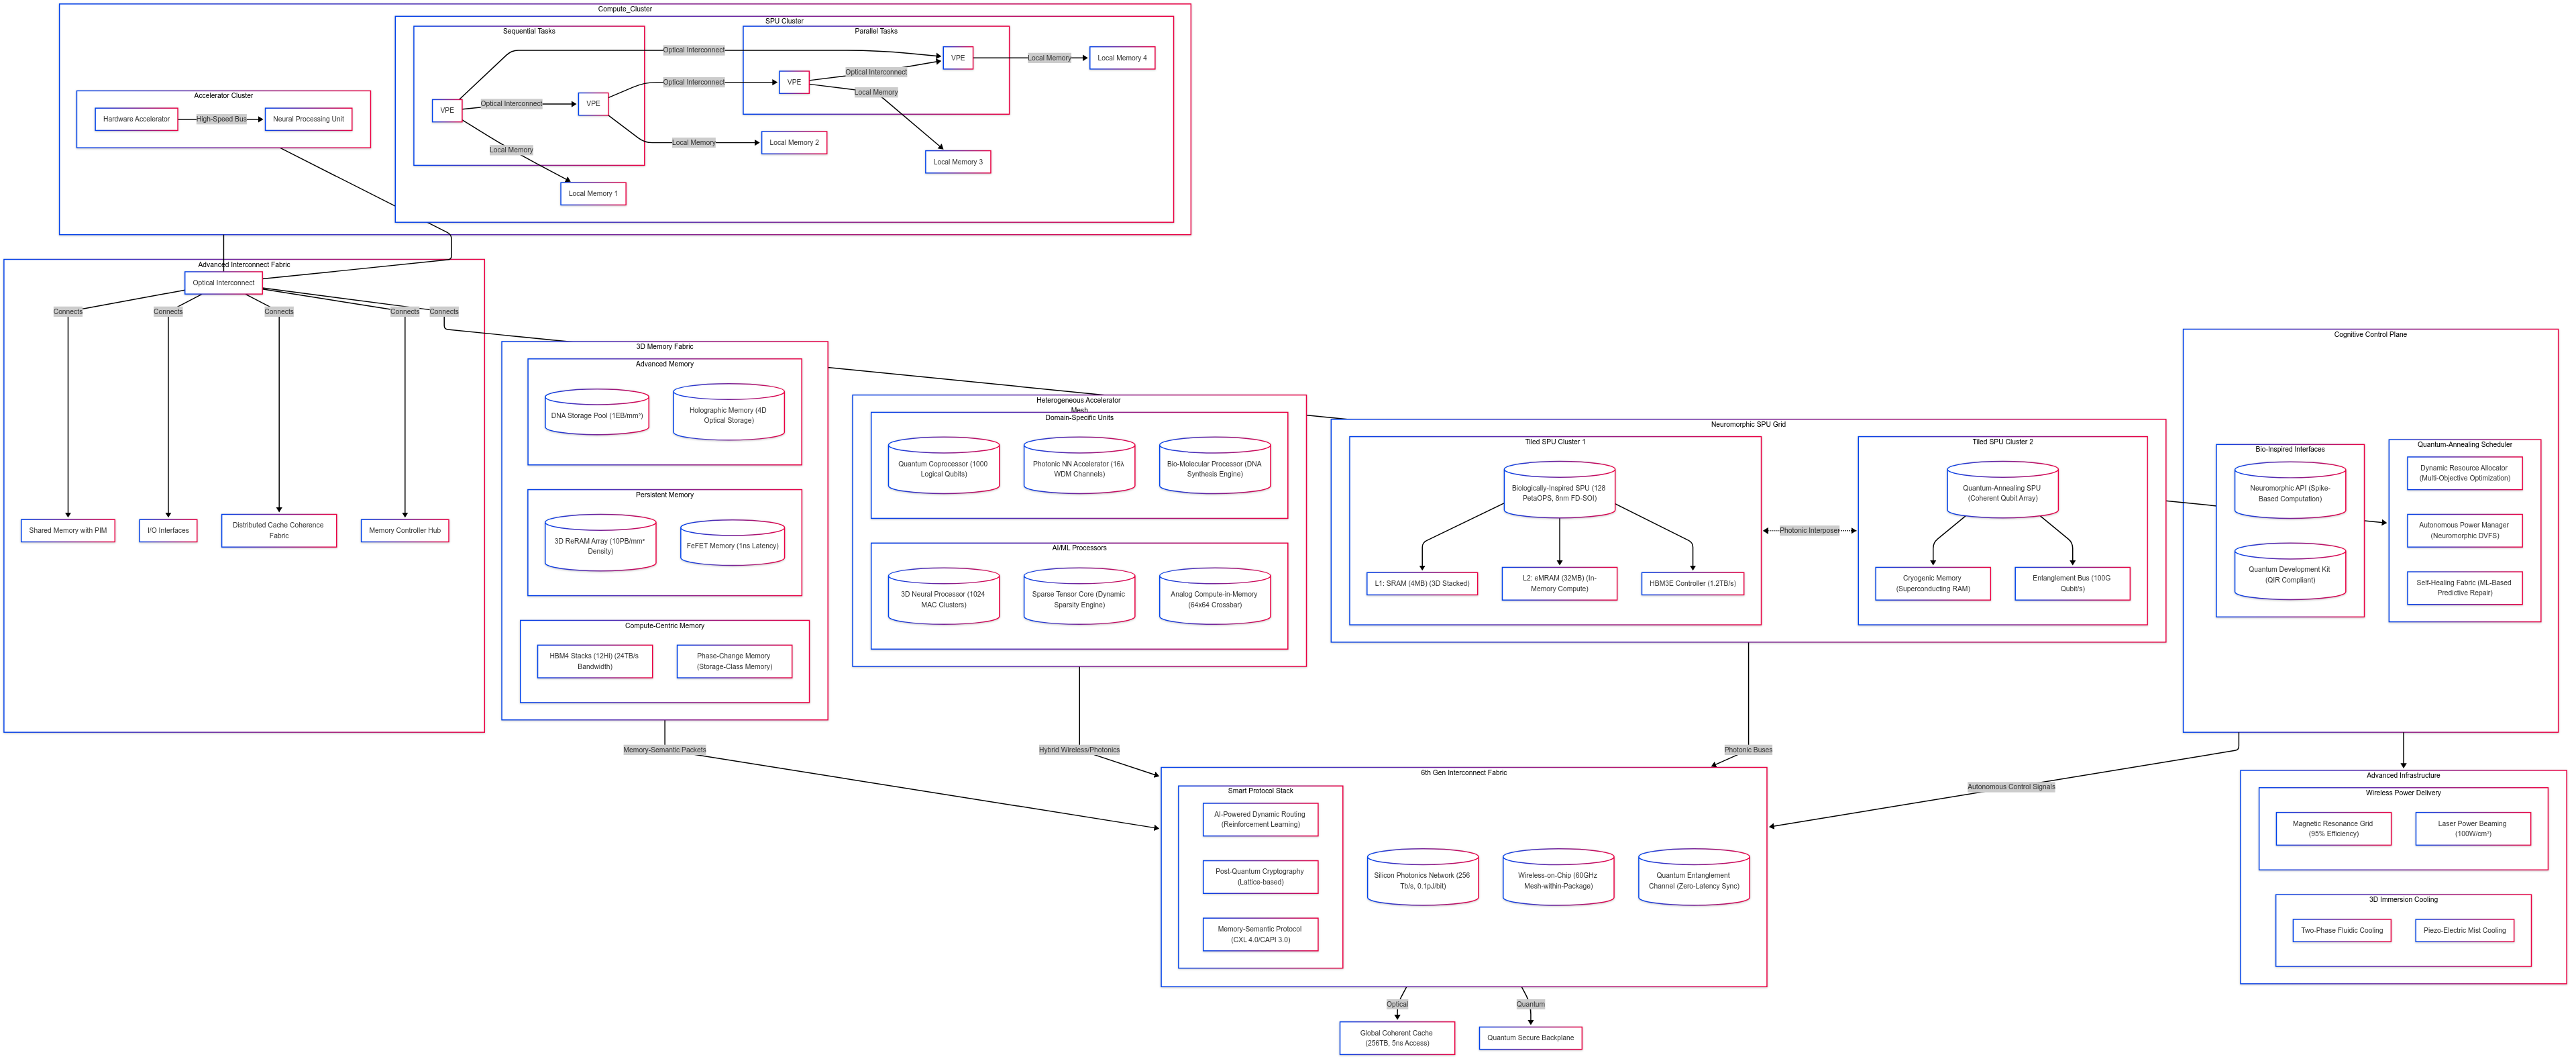 Compute_Cluster
SPU Cluster
Sequential Tasks
Parallel Tasks
VPE
Optical Interconnect
Local Memory
Local Memory 4
VPE
Optical Interconnect
Optical Interconnect
Local Memory
VPE
Optical Interconnect
VPE
Local Memory
Local Memory 2
Local Memory
Local Memory 3
Local Memory 1
Accelerator Cluster
Hardware Accelerator
High-Speed Bus
Neural Processing Unit
Advanced Interconnect Fabric
Optical Interconnect
Connects
Connects
Connects
Connects
Connects
Shared Memory with PIM
I/O Interfaces
Distributed Cache Coherence
Fabric
Memory Controller Hub
3D Memory Fabric
Advanced Memory
DNA Storage Pool (1EB/mm³)
Holographic Memory (4D
Optical Storage)
Persistent Memory
3D ReRAM Array (10PB/mm³
Density)
FeFET Memory (1ns Latency)
Compute-Centric Memory
HBM4 Stacks (12Hi) (24TB/s
Bandwidth)
Phase-Change Memory
(Storage-Class Memory)
Heterogeneous Accelerator
Mesh
Domain-Specific Units
Quantum Coprocessor (1000
Logical Qubits)
Photonic NN Accelerator (16λ
WDM Channels)
Bio-Molecular Processor (DNA
Synthesis Engine)
AI/ML Processors
3D Neural Processor (1024
MAC Clusters)
Sparse Tensor Core (Dynamic
Sparsity Engine)
Analog Compute-in-Memory
(64x64 Crossbar)
Neuromorphic SPU Grid
Tiled SPU Cluster 1
Biologically-Inspired SPU (128
PetaOPS, 8nm FD-SOI)
L1: SRAM (4MB) (3D Stacked)
L2: eMRAM (32MB) (In-
Memory Compute)
HBM3E Controller (1.2TB/s)
Photonic Interposer
Tiled SPU Cluster 2
Quantum-Annealing SPU
(Coherent Qubit Array)
Cryogenic Memory
(Superconducting RAM)
Entanglement Bus (100G
Qubit/s)
Cognitive Control Plane
Bio-Inspired Interfaces
Neuromorphic API (Spike-
Based Computation)
Quantum Development Kit
(QIR Compliant)
Quantum-Annealing Scheduler
Dynamic Resource Allocator
(Multi-Objective Optimization)
Autonomous Power Manager
(Neuromorphic DVFS)
Self-Healing Fabric (ML-Based
Predictive Repair)
Memory-Semantic Packets
Hybrid Wireless/Photonics
Photonic Buses
Autonomous Control Signals
6th Gen Interconnect Fabric
Smart Protocol Stack
AI-Powered Dynamic Routing
(Reinforcement Learning)
Post-Quantum Cryptography
(Lattice-based)
Memory-Semantic Protocol
(CXL 4.0/CAPI 3.0)
Silicon Photonics Network (256
Tb/s, 0.1pJ/bit)
Wireless-on-Chip (60GHz
Mesh-within-Package)
Quantum Entanglement
Channel (Zero-Latency Sync)
Advanced Infrastructure
Wireless Power Delivery
Magnetic Resonance Grid
(95% Efficiency)
Laser Power Beaming
(100W/cm²)
3D Immersion Cooling
Two-Phase Fluidic Cooling
Piezo-Electric Mist Cooling
Optical
Quantum
Global Coherent Cache
(256TB, 5ns Access)
Quantum Secure Backplane